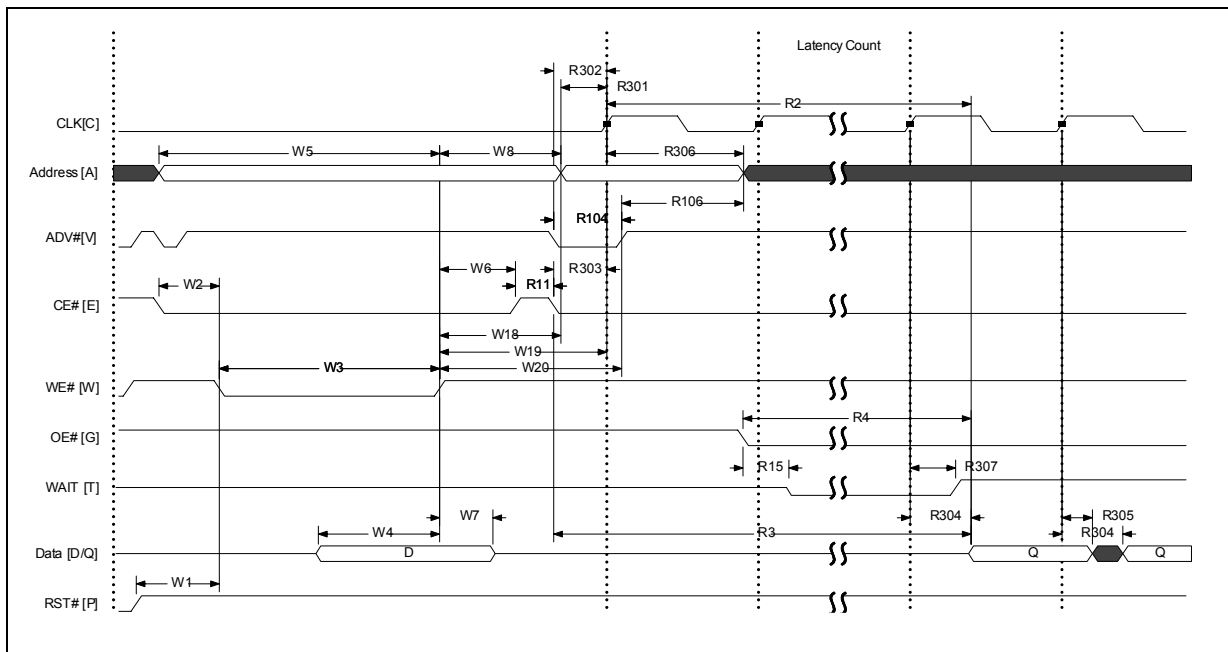 Latency Count
R302
R301
R2
CLK[C]
W5
W8
R306
Address [A]
R106
R104
ADV#[V]
W6
R303
W2
R11
CE# [E]
W18
W19
W3
W20
WE# [W]
R4
OE# [G]
R15
R307
WAIT [T]
W7
R304
R305
W4
R3
R304
Data [D/Q]
D
Q
Q
W1
RST# [P]